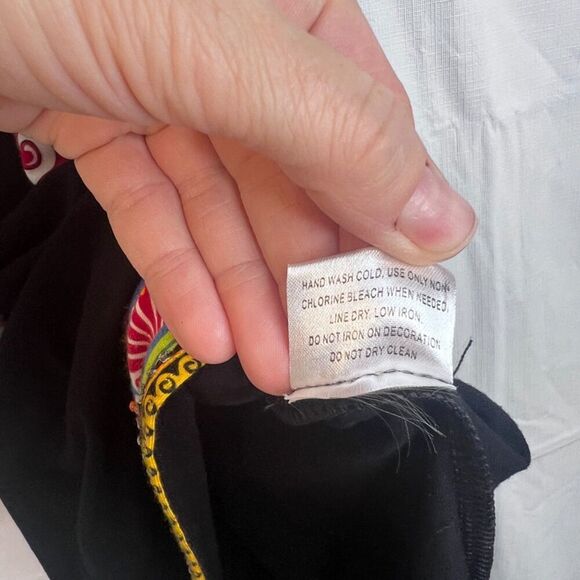 HAND WASH COLD, USE ONLY NON-
CHLORINE BLEACH WHEN NEEDED,
LINE DRY, LOW IRON,
DO NOT IRON ON DECORATION
DO NOT DRY CLEAN